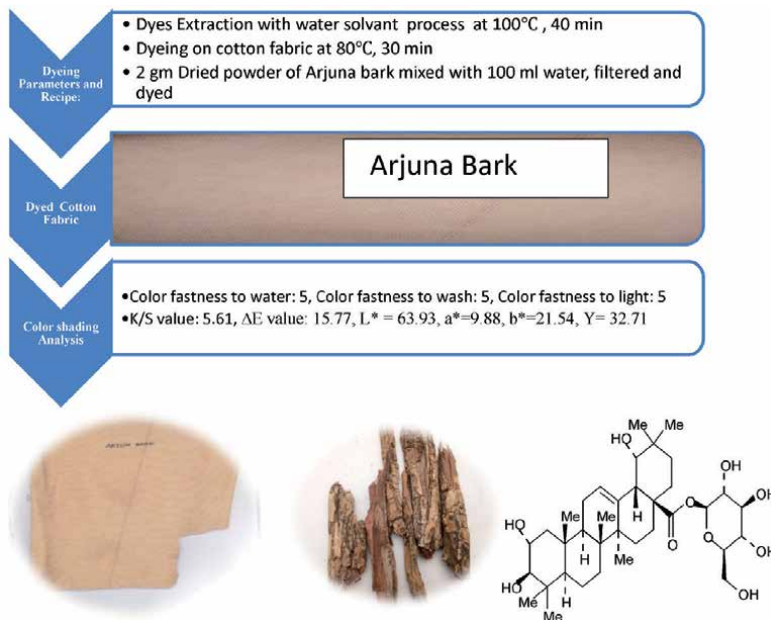 Dyeing
Parameters and
Recipe:
• Dyes Extraction with water solvant process at 100℃ , 40 min
• Dyeing on cotton fabric at 80℃, 30 min
• 2 gm Dried powder of Arjuna bark mixed with 100 ml water, filtered and
dyed
Dyed Cotton
Fabric
Arjuna Bark
Color shading
Analysis
•Color fastness to water: 5, Color fastness to wash: 5, Color fastness to light: 5
•K/S value: 5.61, ΔE value: 15.77, L* = 63.93, a*=9.88, b*=21.54, Y= 32.71
ARJUN BARK
Me
HO
Me
OH
OH
O
HO
Me
Me
H
O
O
OH
O
HO
H
Me
Me
Me
H
OH